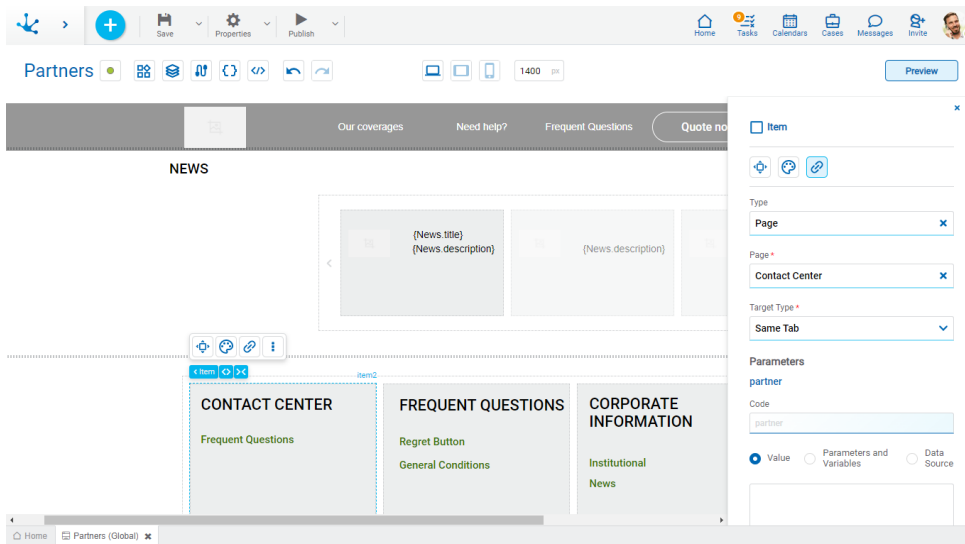 Save
Properties
Publish
Home
9
Tasks
Calendars
Cases
Messages
Invite
Partners
1400 px
Preview
Our coverages
Need help?
Frequent Questions
Quote no
Item
NEWS
Type
Page
{News.title}
{News.description}
{News.description}
Page *
Contact Center
Target Type *
Same Tab
Parameters
partner
Item
Item2
CONTACT CENTER
Frequent Questions
FREQUENT QUESTIONS
Regret Button
General Conditions
CORPORATE
INFORMATION
Institutional
News
Code
partner
Value
Parameters and
Variables
Data
Source
Home
Partners (Global)